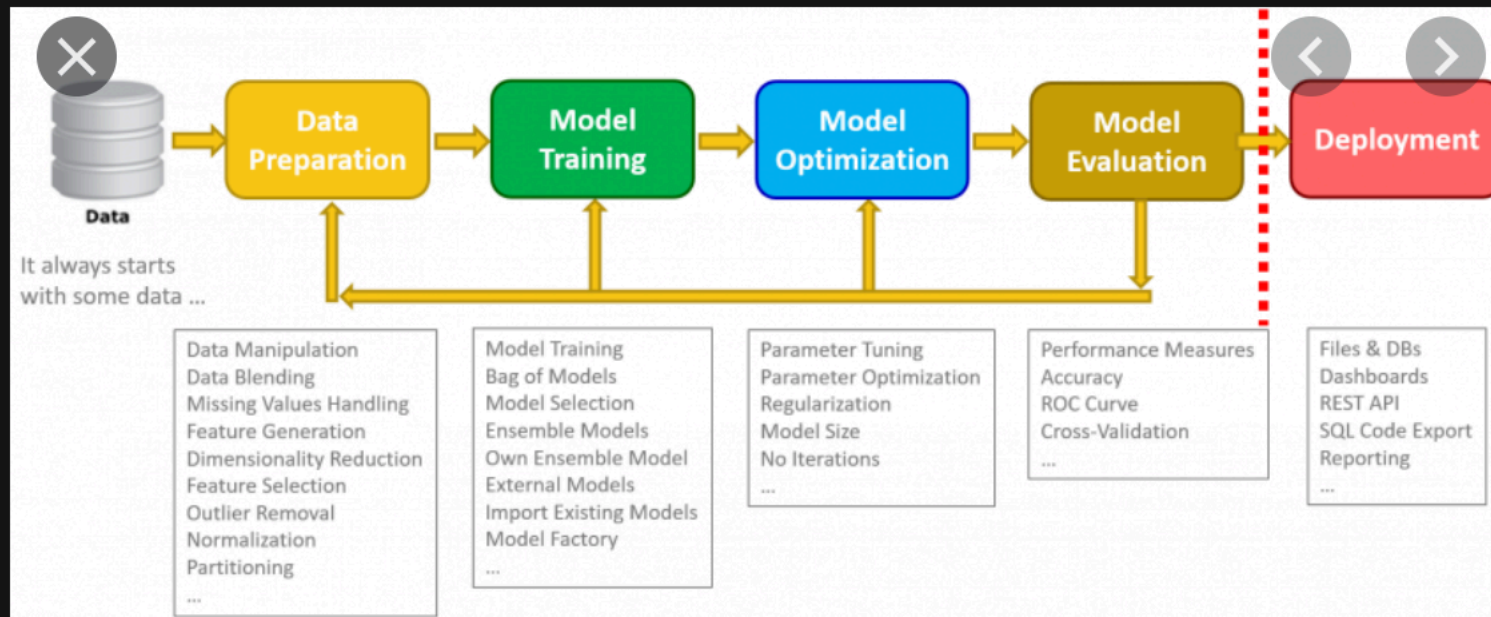 Data
Preparation
Model
Training
Model
Optimization
Model
Evaluation
Deployment
Data
It always starts
with some data ...
Data Manipulation
Data Blending
Missing Values Handling
Feature Generation
Dimensionality Reduction
Feature Selection
Outlier Removal
Normalization
Partitioning
...
Model Training
Bag of Models
Model Selection
Ensemble Models
Own Ensemble Model
External Models
Import Existing Models
Model Factory
...
Parameter Tuning
Parameter Optimization
Regularization
Model Size
No Iterations
...
Performance Measures
Accuracy
ROC Curve
Cross-Validation
...
Files & DBs
Dashboards
REST API
SQL Code Export
Reporting
...